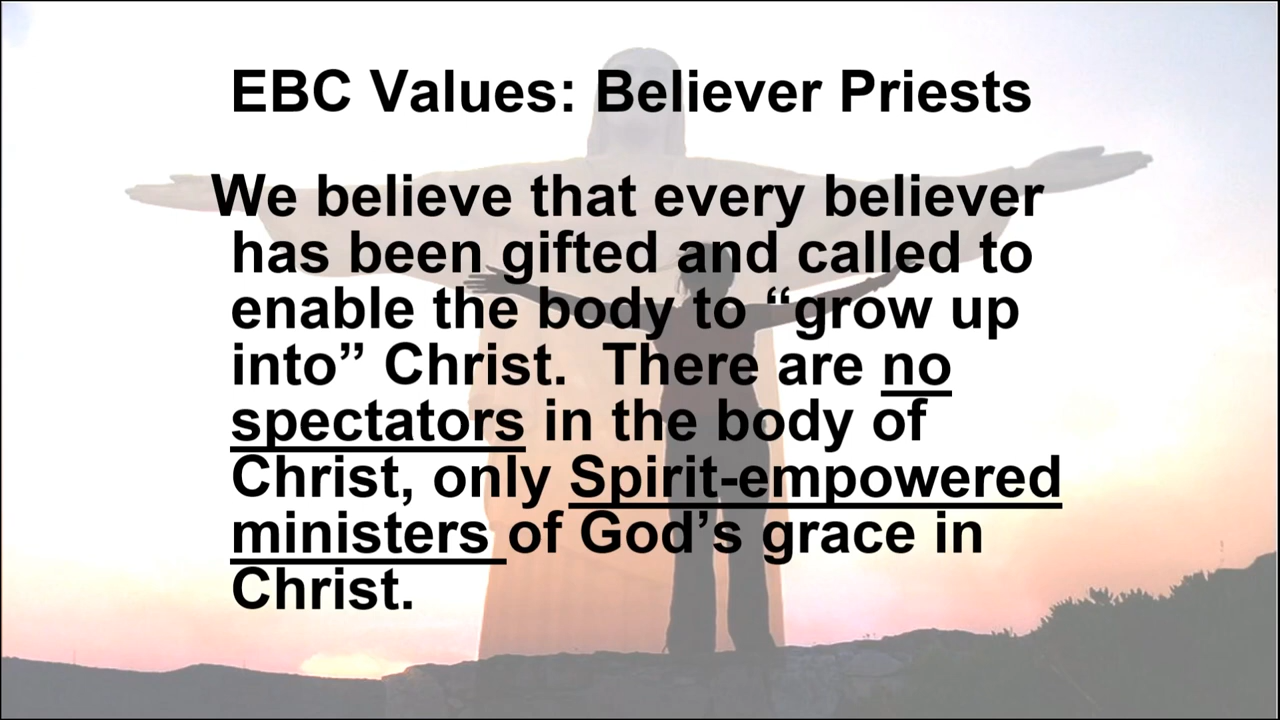 EBC Values: Believer Priests
We believe that every believer
has been gifted and called to
enable the body to “grow up
into” Christ.  There are no
spectators in the body of
Christ, only Spirit-empowered
ministers of God’s grace in
Christ.